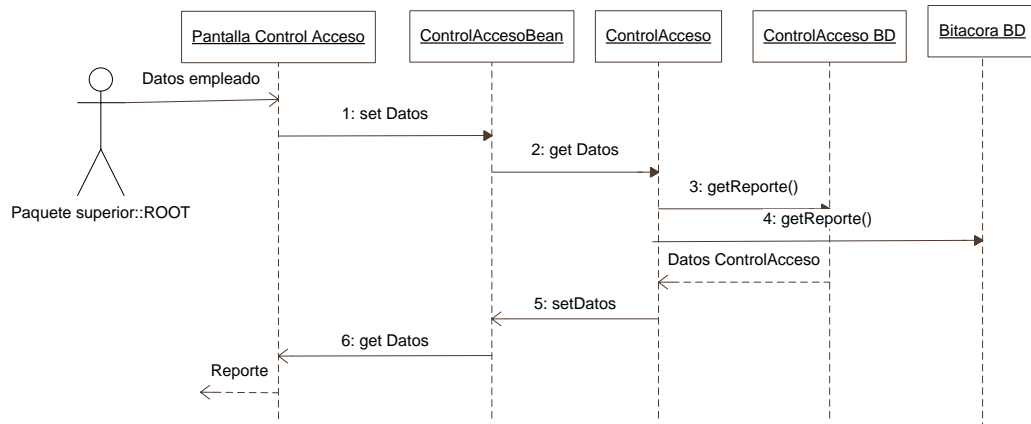 Pantalla Control Acceso
ControlAccesoBean
ControlAcceso
ControlAcceso BD
Bitacora BD
Datos empleado
1: set Datos
2: get Datos
3: getReporte()
Paquete superior::ROOT
4: getReporte()
Datos ControlAcceso
5: setDatos
6: get Datos
Reporte